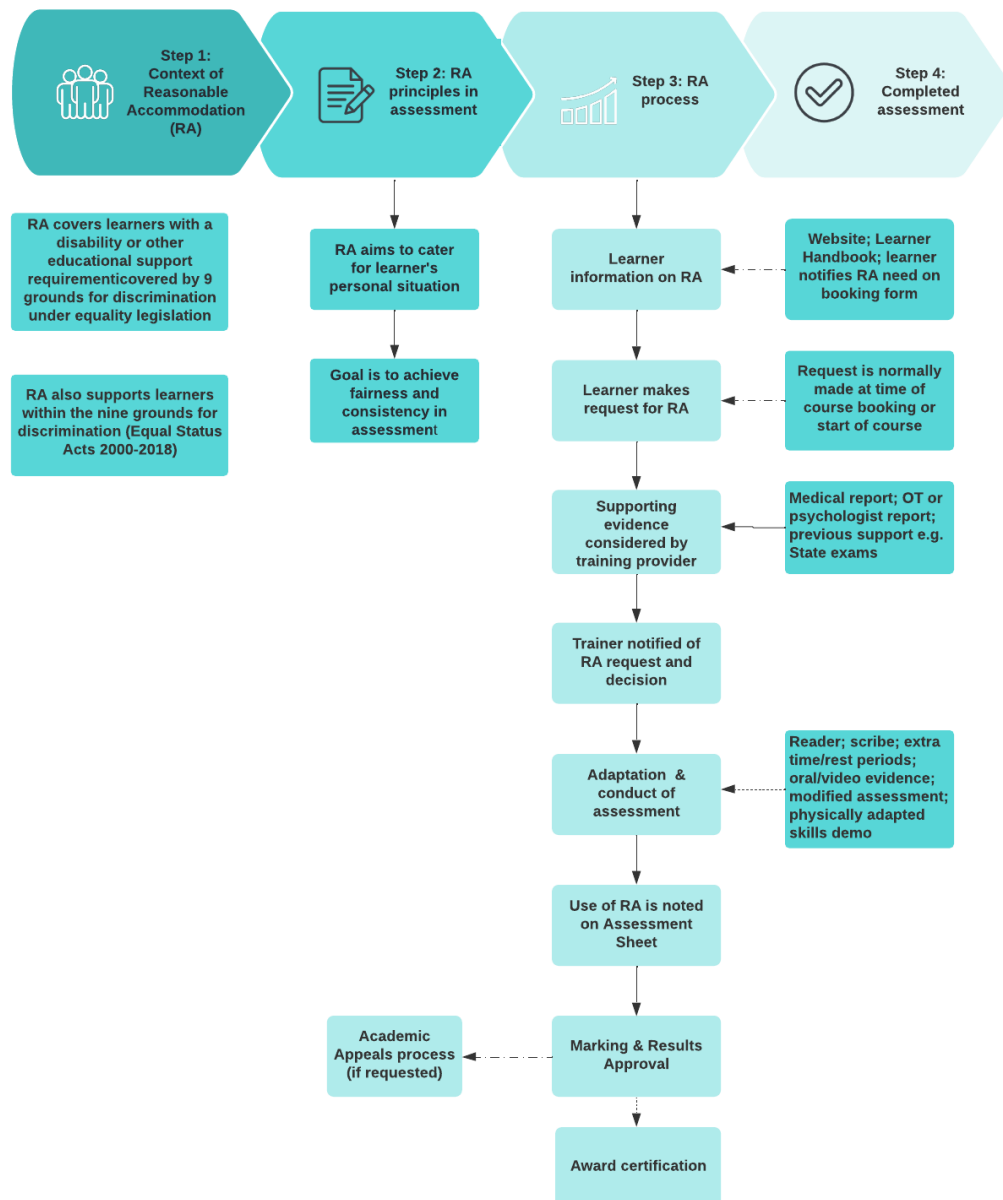 Step 1:
Context of
Reasonable
Accommodation
(RA)
Step 2: RA
principles in
assessment
Step 3: RA
process
Step 4:
Completed
assessment
RA covers learners with a
disability or other
educational support
requirementcovered by 9
grounds for discrimination
under equality legislation
RA also supports learners
within the nine grounds for
discrimination (Equal Status
Acts 2000-2018)
RA aims to cater
for learner's
personal situation
Goal is to achieve
fairness and
consistency in
assessment
Learner
information on RA
Website; Learner
Handbook; learner
notifies RA need on
booking form
Learner makes
request for RA
Request is normally
made at time of
course booking or
start of course
Supporting
evidence
considered by
training provider
Medical report; OT or
psychologist report;
previous support e.g.
State exams
Trainer notified of
RA request and
decision
Adaptation & 
conduct of
assessment
Reader; scribe; extra
time/rest periods;
oral/video evidence;
modified assessment;
physically adapted
skills demo
Use of RA is noted
on Assessment
Sheet
Marking & Results
Approval
Academic
Appeals process
(if requested)
Award certification